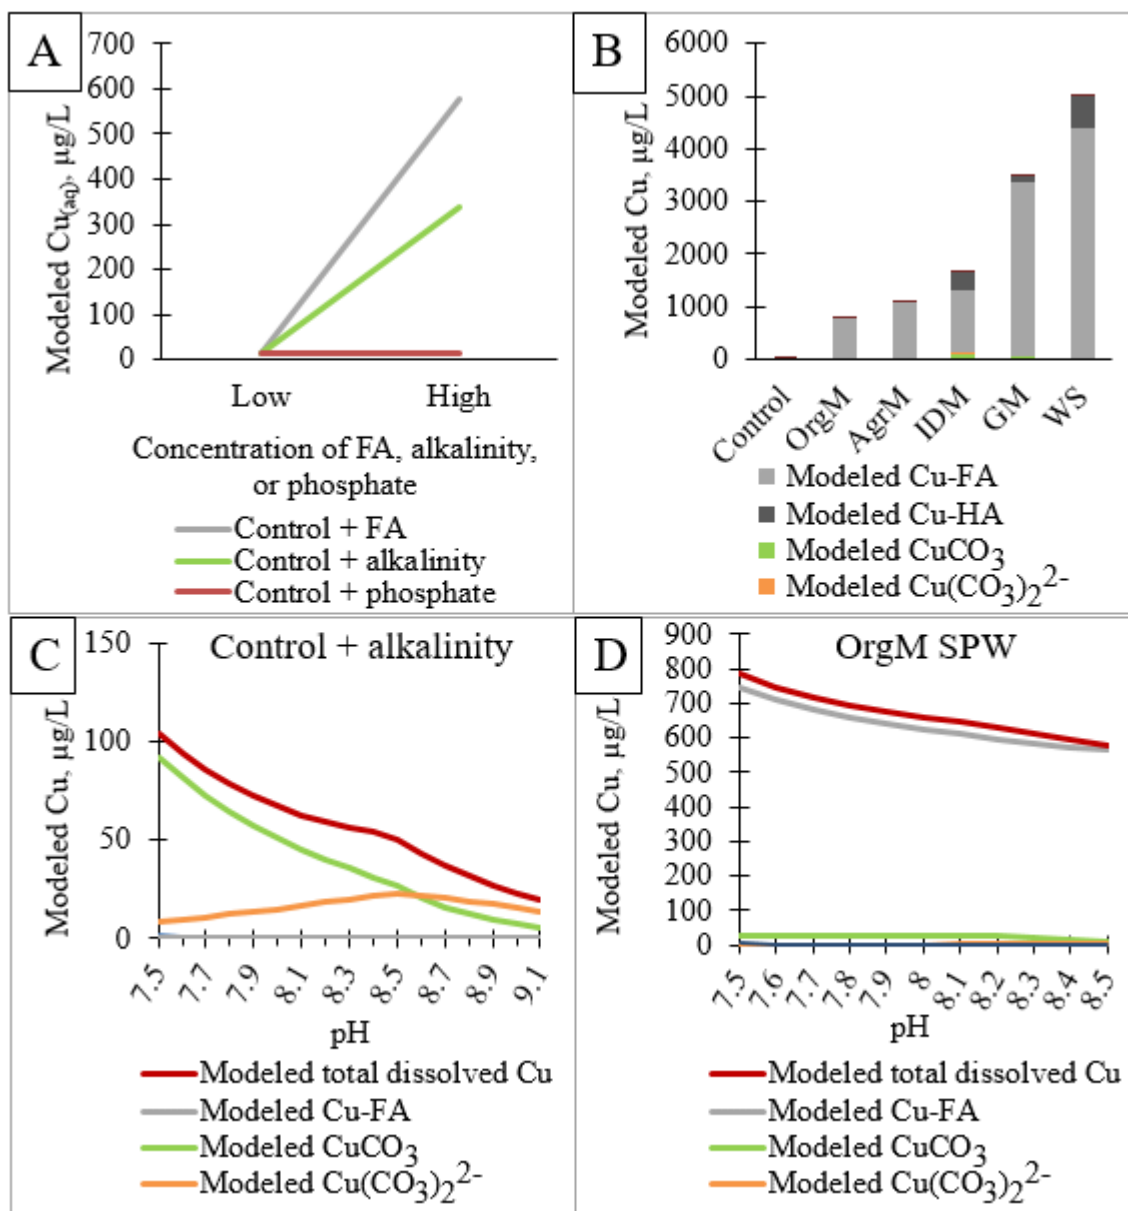 A
700
600
500
400
300
200
100
0
Modeled Cu(aq), µg/L
Low High
Concentration of FA, alkalinity,
or phosphate
Control + FA
Control + alkalinity
Control + phosphate
B
6000
5000
4000
3000
2000
1000
0
Modeled Cu, µg/L
Control OrgM AgrM IDM GM WS
Modeled Cu-FA
Modeled Cu-HA
Modeled CuCO3
Modeled Cu(CO3)2 2-
C
Control + alkalinity
150
100
50
0
Modeled Cu, µg/L
7.5 7.7 7.9 8.1 8.3 8.5 8.7 8.9 9.1
pH
Modeled total dissolved Cu
Modeled Cu-FA
Modeled CuCO3
Modeled Cu(CO3)2 2-
D
OrgM SPW
900
800
700
600
500
400
300
200
100
0
Modeled Cu, µg/L
7.5 7.6 7.7 7.8 7.9 8 8.1 8.2 8.3 8.4 8.5
pH
Modeled total dissolved Cu
Modeled Cu-FA
Modeled CuCO3
Modeled Cu(CO3)2 2-